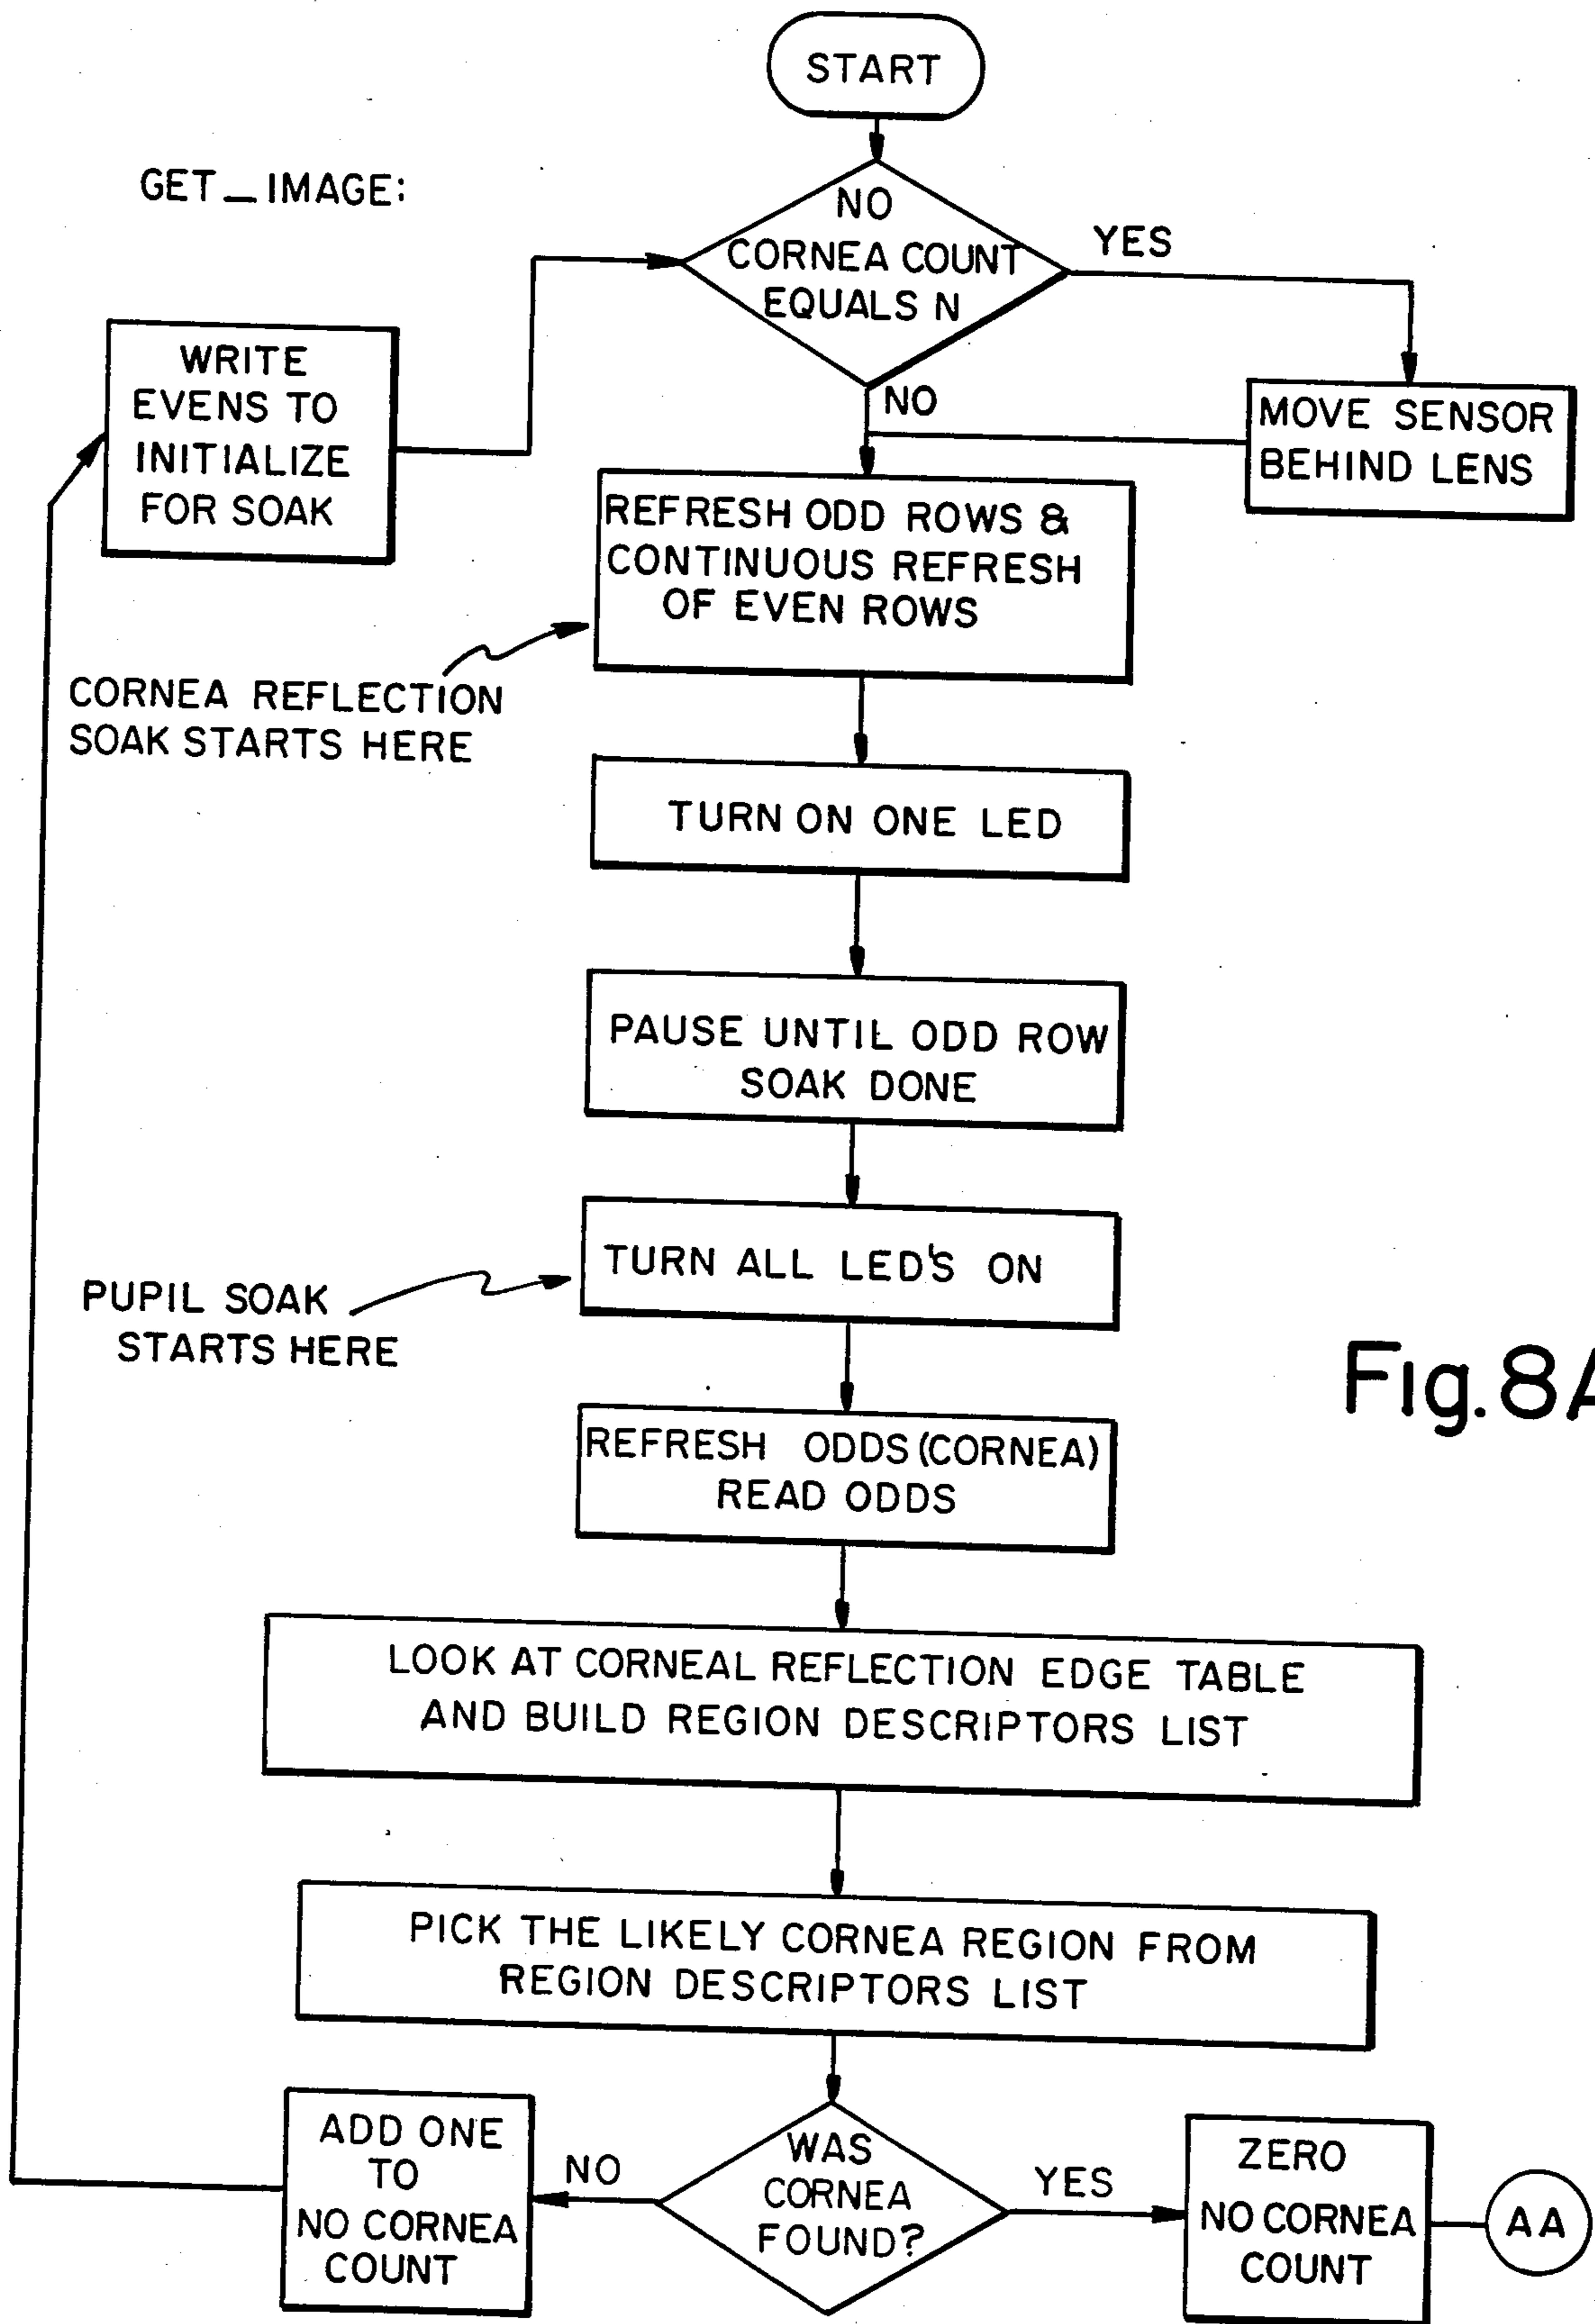 START
GET_IMAGE:
NO
CORNEA COUNT
EQUALS N
YES
NO
WRITE
EVENS TO
INITIALIZE
FOR SOAK
MOVE SENSOR
BEHIND LENS
REFRESH ODD ROWS &
CONTINUOUS REFRESH
OF EVEN ROWS
CORNEA REFLECTION
SOAK STARTS HERE
TURN ON ONE LED
PAUSE UNTIL ODD ROW
SOAK DONE
TURN ALL LED'S ON
PUPIL SOAK
STARTS HERE
Fig. 8A
REFRESH ODDS (CORNEA)
READ ODDS
LOOK AT CORNEAL REFLECTION EDGE TABLE
AND BUILD REGION DESCRIPTORS LIST
PICK THE LIKELY CORNEA REGION FROM
REGION DESCRIPTORS LIST
ADD ONE
TO
NO CORNEA
COUNT
NO
WAS
CORNEA
FOUND?
YES
ZERO
NO CORNEA
COUNT
AA